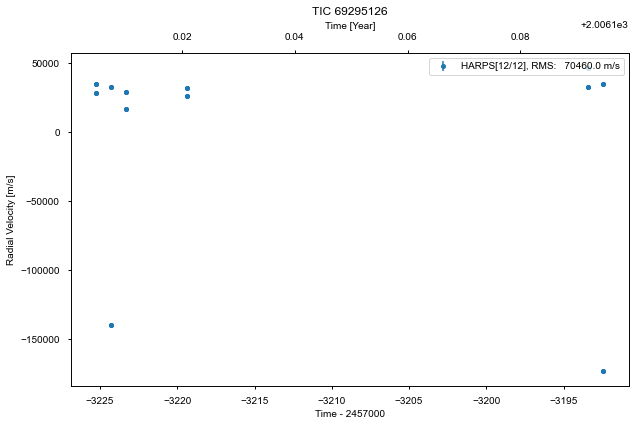 TIC 69295126
Time [Year]
+2.0061e3
0.02 0.04 0.06 0.08
HARPS[12/12], RMS: 70460.0 m/s
50000
0
−50000
−100000
−150000
Radial Velocity [m/s]
−3225 −3220 −3215 −3210 −3205 −3200 −3195
Time - 2457000